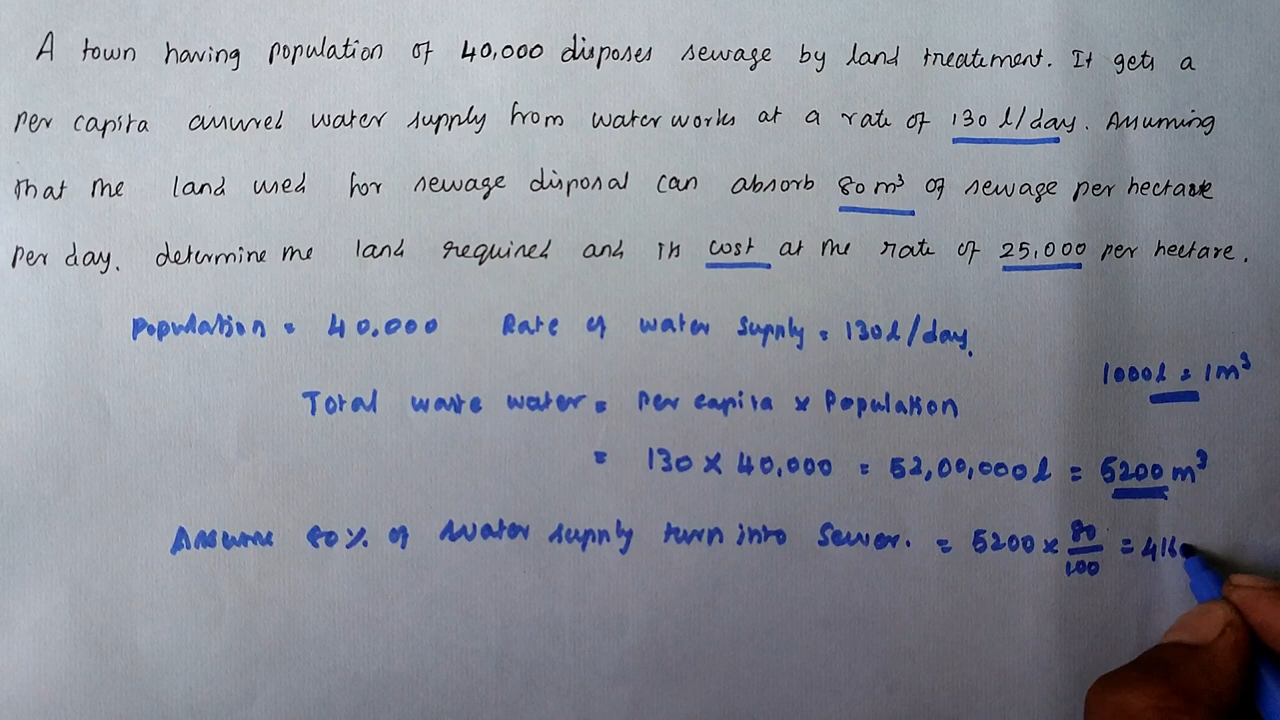 A town having population of 40,000 disposes sewage by land treatment. It gets a
per capita assured water supply from water works at a rate of 130 l/day. Assuming
that the land used for sewage disposal can absorb 80 m³ of sewage per hectare
per day. determine the land required and its cost at the rate of 25,000 per hectare.
Population = 40,000 Rate of water supply = 130 l/day.
1000l = 1m³
Total waste water = per capita x Population
= 130 x 40,000 = 52,00,000 l = 5200 m³
Assume 80% of water supply turn into sewer. = 5200 x 80/100 = 416